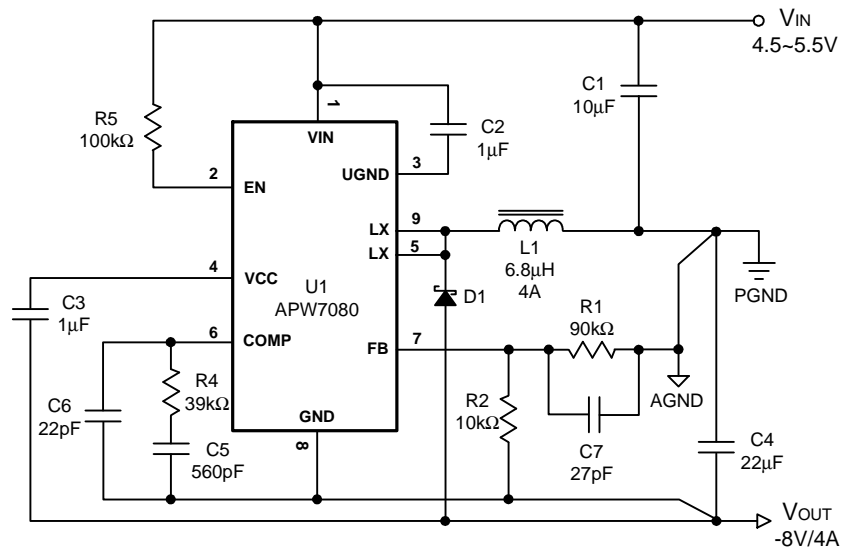 VIN
4.5~5.5V
C1
10µF
R5
100kΩ
1
VIN
C2
1µF
2
EN
3
UGND
9
LX
5
LX
L1
6.8µH
4A
PGND
4
VCC
U1
APW7080
D1
C3
1µF
R1
90kΩ
6
COMP
7
FB
AGND
R4
39kΩ
C6
22pF
R2
10kΩ
GND
8
C5
560pF
C7
27pF
C4
22µF
VOUT
-8V/4A